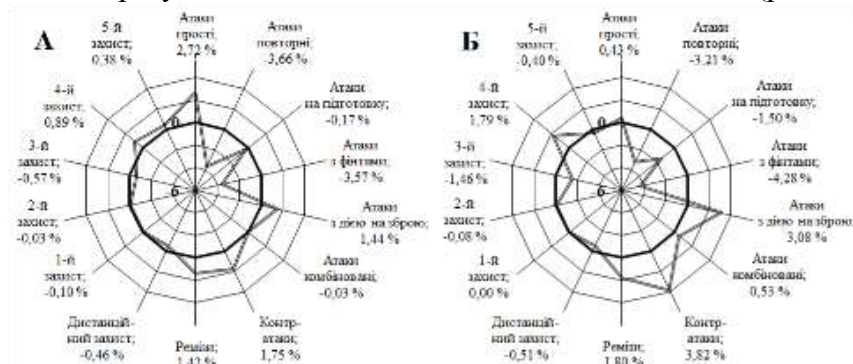 А
Атаки прості; 2,72 %
Атаки повторні; -3,66 %
Атаки на підготовку; -0,17 %
Атаки з фінтами; -3,57 %
Атаки з дією на зброю; 1,44 %
Атаки комбіновані; -0,03 %
Контр-атаки; 1,75 %
Ремізи; 1,42 %
Дистанцій-ний захист; -0,46 %
1-й захист; -0,10 %
2-й захист; -0,03 %
3-й захист; -0,57 %
4-й захист; 0,89 %
5-й захист; 0,38 %
0
6
Б
Атаки прості; 0,43 %
Атаки повторні; -3,21 %
Атаки на підготовку; -1,50 %
Атаки з фінтами; -4,28 %
Атаки з дією на зброю; 3,08 %
Атаки комбіновані; 0,53 %
Контр-атаки; 3,82 %
Ремізи; 1,80 %
Дистанцій-ний захист; -0,51 %
1-й захист; 0,00 %
2-й захист; -0,08 %
3-й захист; -1,46 %
4-й захист; 1,79 %
5-й захист; -0,40 %
0
6